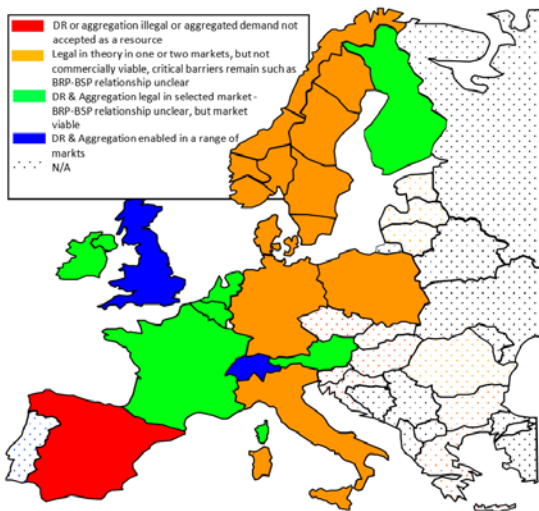 DR or aggregation illegal or aggregated demand not
accepted as a resource
Legal in theory in one or two markets, but not
commercially viable, critical barriers remain such as
BRP-BSP relationship unclear
DR & Aggregation legal in selected market -
BRP-BSP relationship unclear, but market
viable
DR & Aggregation enabled in a range of
markts
N/A